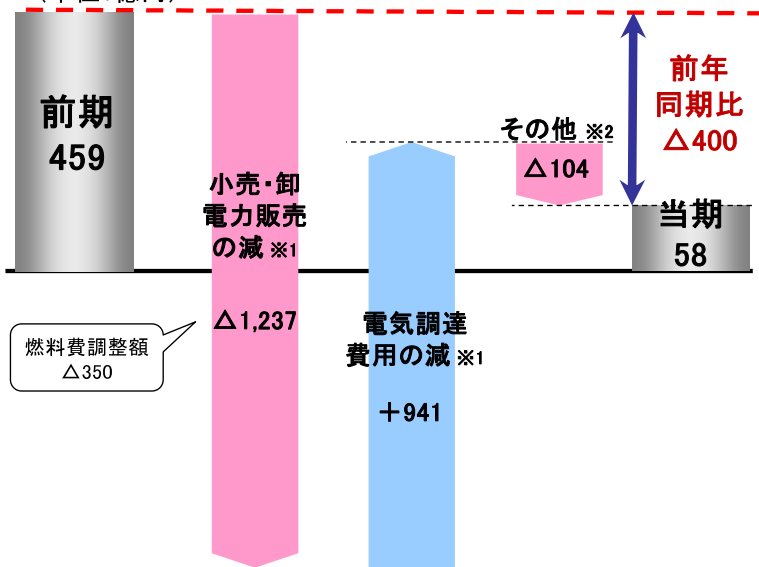 前期
459
小売・卸
電力販売
の減 ※1
△1,237
燃料費調整額
△350
電気調達
費用の減 ※1
＋941
その他 ※2
△104
前年
同期比
△400
当期
58